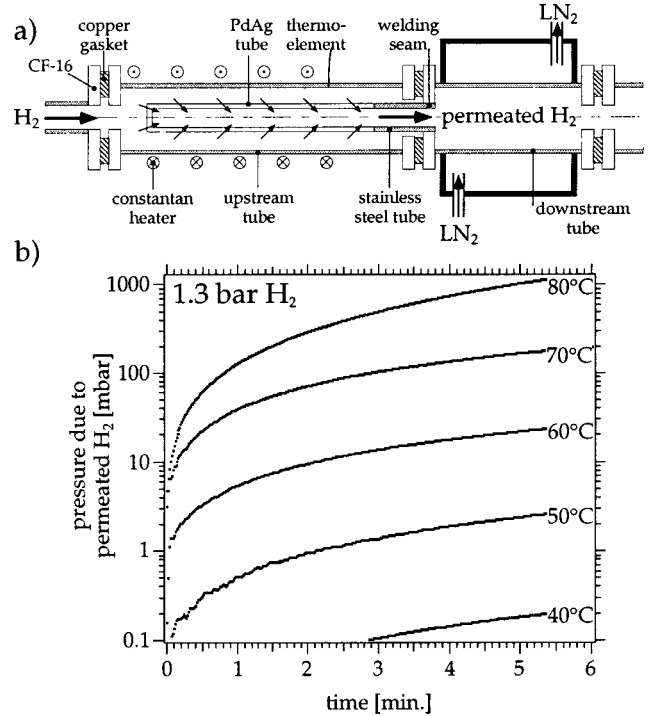 a)
copper
gasket
CF-16
PdAg
tube
thermo-
element
welding
seam
LN2
H2
permeated H2
constantan
heater
upstream
tube
stainless
steel tube
LN2
downstream
tube
b)
1.3 bar H2
pressure due to
permeated H2 [mbar]
1000
100
10
1
0.1
80°C
70°C
60°C
50°C
40°C
0 1 2 3 4 5 6
time [min.]